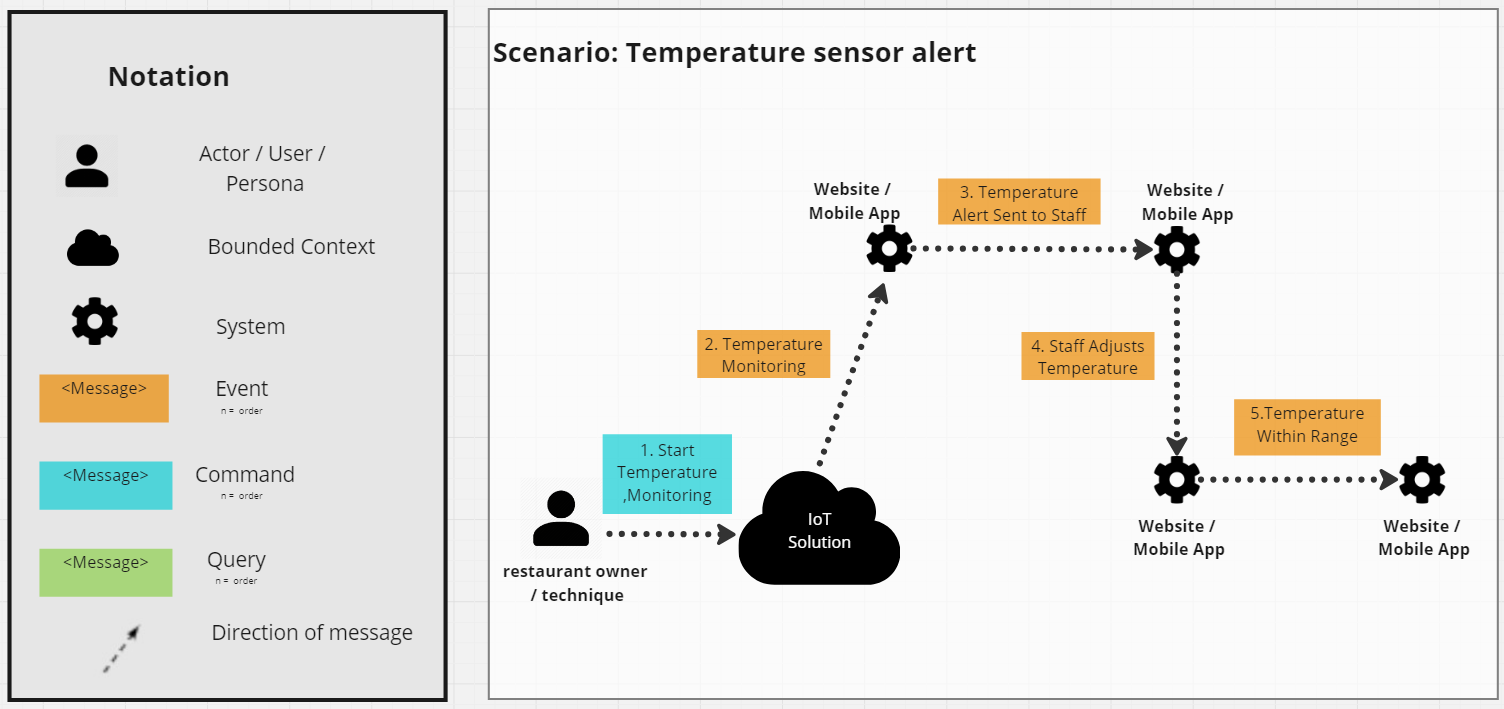 Notation
Actor / User /
Persona
Bounded Context
System
<Message>
Event
n = order
<Message>
Command
n = order
<Message>
Query
n = order
Direction of message
Scenario: Temperature sensor alert
Website /
Mobile App
3. Temperature
Alert Sent to Staff
Website /
Mobile App
2. Temperature
Monitoring
4. Staff Adjusts
Temperature
5.Temperature
Within Range
1. Start
Temperature
,Monitoring
IoT
Solution
restaurant owner
/ technique
Website /
Mobile App
Website /
Mobile App